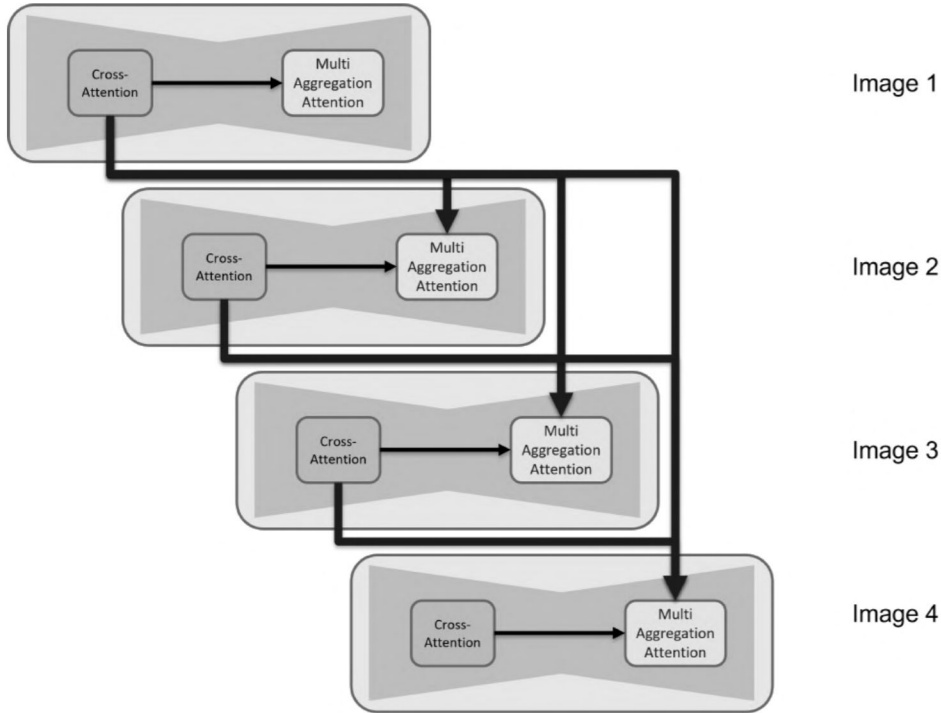 Cross-
Attention
Multi
Aggregation
Attention
Image 1
Cross-
Attention
Multi
Aggregation
Attention
Image 2
Cross-
Attention
Multi
Aggregation
Attention
Image 3
Cross-
Attention
Multi
Aggregation
Attention
Image 4